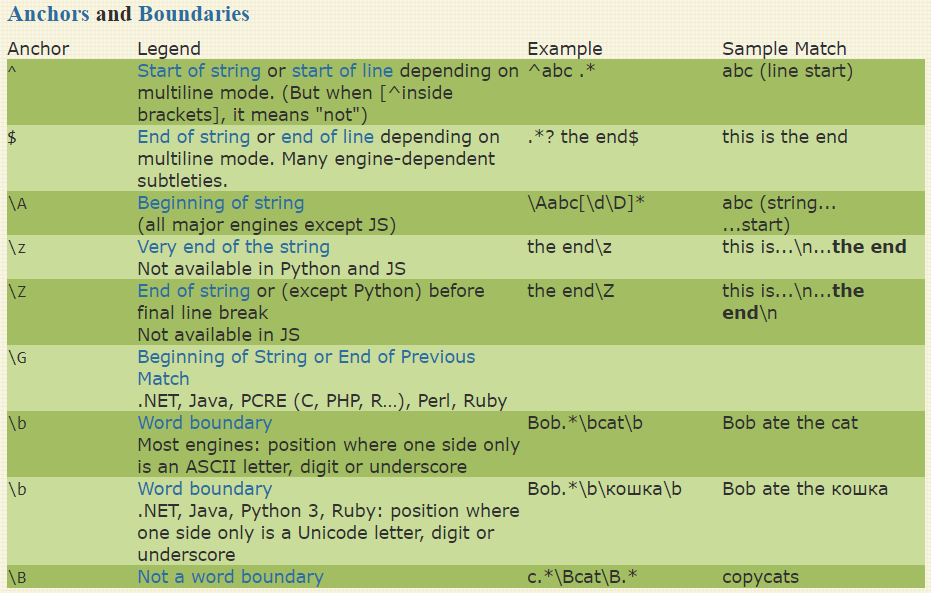 Anchors and Boundaries
Anchor Legend Example Sample Match
^ Start of string or start of line depending on ^abc .* abc (line start)
multiline mode. (But when [^inside
brackets], it means "not")
$ End of string or end of line depending on .*? the end$ this is the end
multiline mode. Many engine-dependent
subtleties.
\A Beginning of string \Aabc[\d\D]* abc (string...
(all major engines except JS) ...start)
\z Very end of the string the end\z this is...\n...the end
Not available in Python and JS
\Z End of string or (except Python) before the end\Z this is...\n...the
final line break end\n
Not available in JS
\G Beginning of String or End of Previous
Match
.NET, Java, PCRE (C, PHP, R…), Perl, Ruby
\b Word boundary Bob.*\bcat\b Bob ate the cat
Most engines: position where one side only
is an ASCII letter, digit or underscore
\b Word boundary Bob.*\b\кошка\b Bob ate the кошка
.NET, Java, Python 3, Ruby: position where
one side only is a Unicode letter, digit or
underscore
\B Not a word boundary c.*\Bcat\B.* copycats